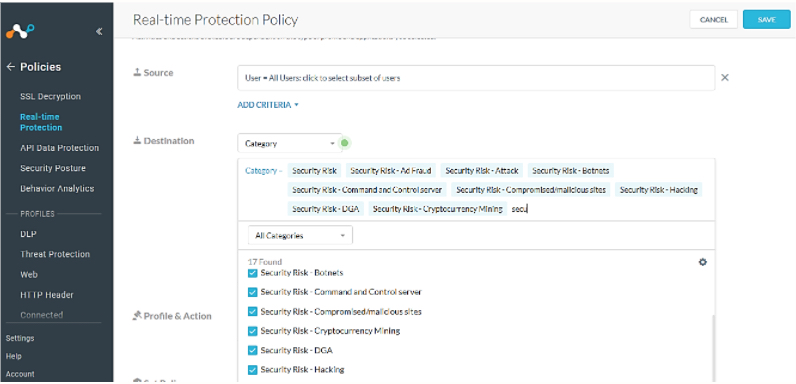 Real-time Protection Policy
CANCEL
SAVE
Policies
SSL Decryption
Real-time
Protection
API Data Protection
Security Posture
Behavior Analytics
PROFILES
DLP
Threat Protection
Web
HTTP Header
Connected
Settings
Help
Account
Source
User = All Users: click to select subset of users
ADD CRITERIA
Destination
Category
Category = Security Risk Security Risk - Ad Fraud Security Risk - Attack Security Risk - Botnets
Security Risk - Command and Control server Security Risk - Compromised/malicious sites Security Risk - Hacking
Security Risk - DGA Security Risk - Cryptocurrency Mining secu
All Categories
17 Found
Security Risk - Botnets
Security Risk - Command and Control server
Security Risk - Compromised/malicious sites
Security Risk - Cryptocurrency Mining
Security Risk - DGA
Security Risk - Hacking
Profile & Action